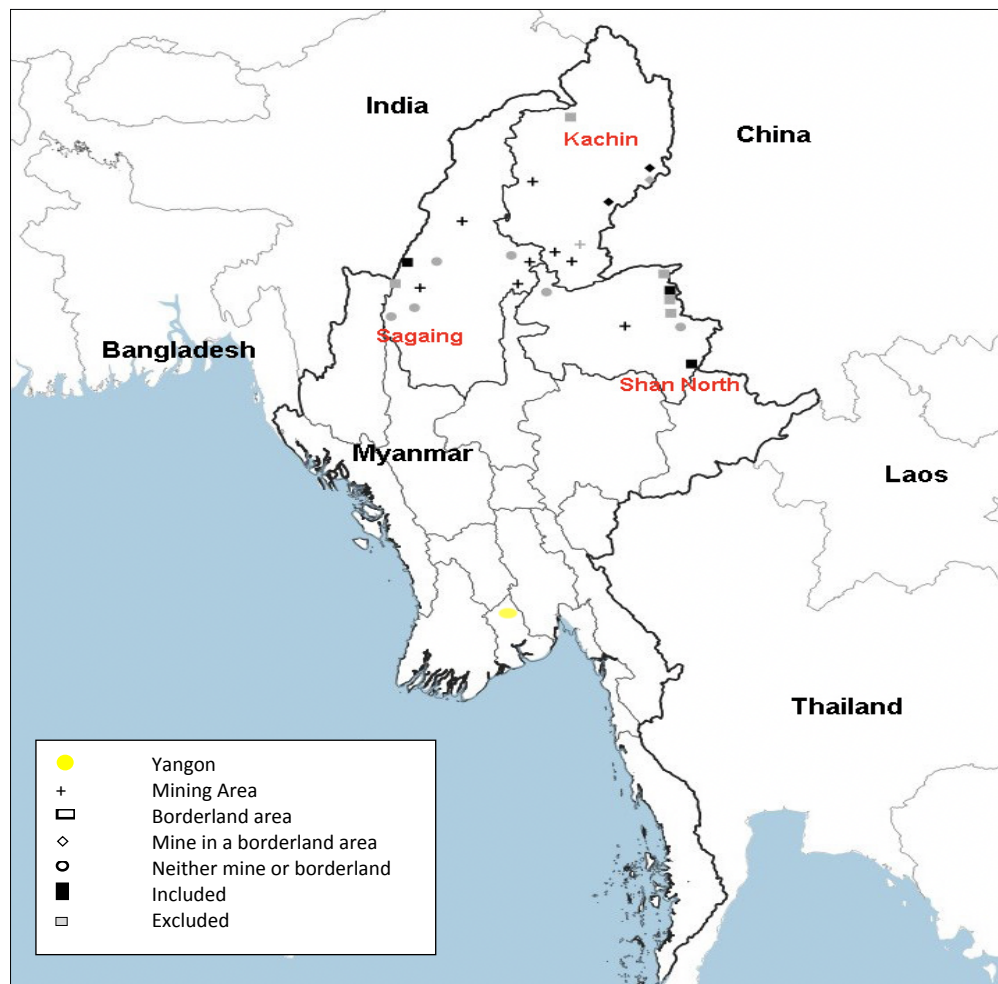 India
Kachin
China
Sagaing
Bangladesh
Shan North
Myanmar
Laos
Thailand
Yangon
Mining Area
Borderland area
Mine in a borderland area
Neither mine or borderland
Included
Excluded